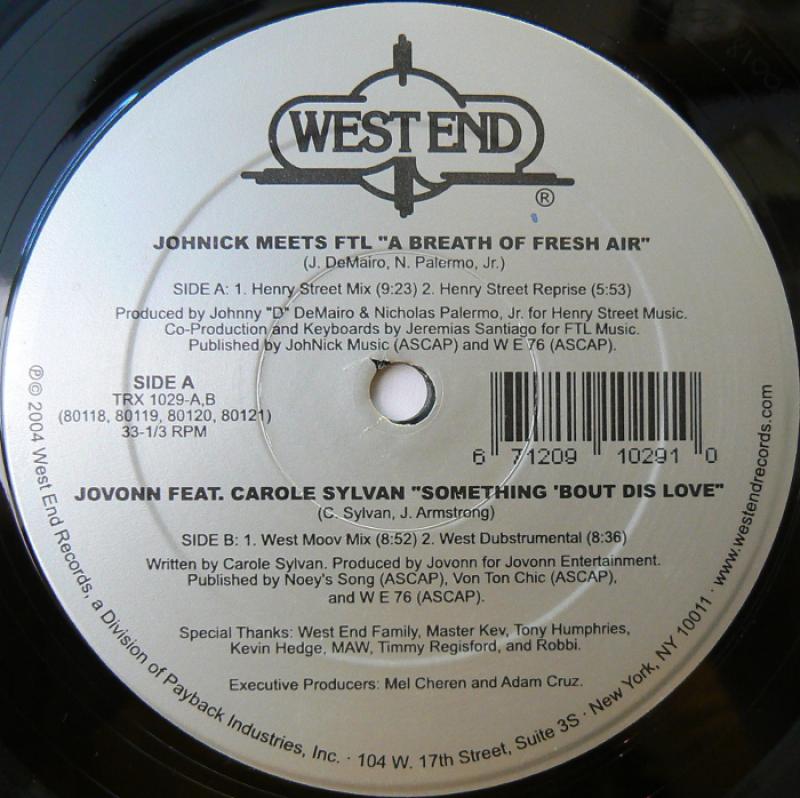 WEST END
®
JOHNICK MEETS FTL "A BREATH OF FRESH AIR"
(J. DeMairo, N. Palermo, Jr.)
SIDE A: 1. Henry Street Mix (9:23) 2. Henry Street Reprise (5:53)
Produced by Johnny "D" DeMairo & Nicholas Palermo, Jr. for Henry Street Music.
Co-Production and Keyboards by Jeremias Santiago for FTL Music.
Published by JohNick Music (ASCAP) and W E 76 (ASCAP).
SIDE A
TRX 1029-A,B
(80118, 80119, 80120, 80121)
33-1/3 RPM
6 71209 10291 0
JOVONN FEAT. CAROLE SYLVAN "SOMETHING 'BOUT DIS LOVE"
(C. Sylvan, J. Armstrong)
SIDE B: 1. West Moov Mix (8:52) 2. West Dubstrumental (8:36)
Written by Carole Sylvan. Produced by Jovonn for Jovonn Entertainment.
Published by Noey's Song (ASCAP), Von Ton Chic (ASCAP),
and W E 76 (ASCAP).
Special Thanks: West End Family, Master Kev, Tony Humphries,
Kevin Hedge, MAW, Timmy Regisford, and Robbi.
Executive Producers: Mel Cheren and Adam Cruz.
℗© 2004 West End Records, a Division of Payback Industries, Inc. · 104 W. 17th Street, Suite 3S · New York, NY 10011 · www.westendrecords.com